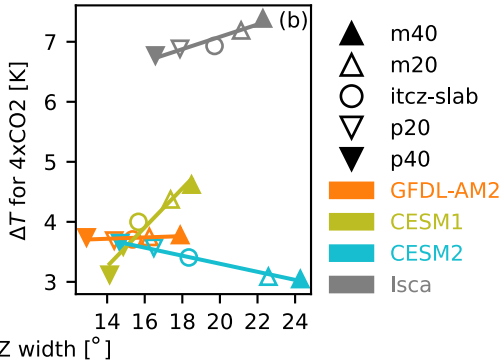 (b)
ΔT for 4xCO2 [K]
7
6
5
4
3
14 16 18 20 22 24
Z width [°]
m40
m20
itcz-slab
p20
p40
GFDL-AM2
CESM1
CESM2
Isca